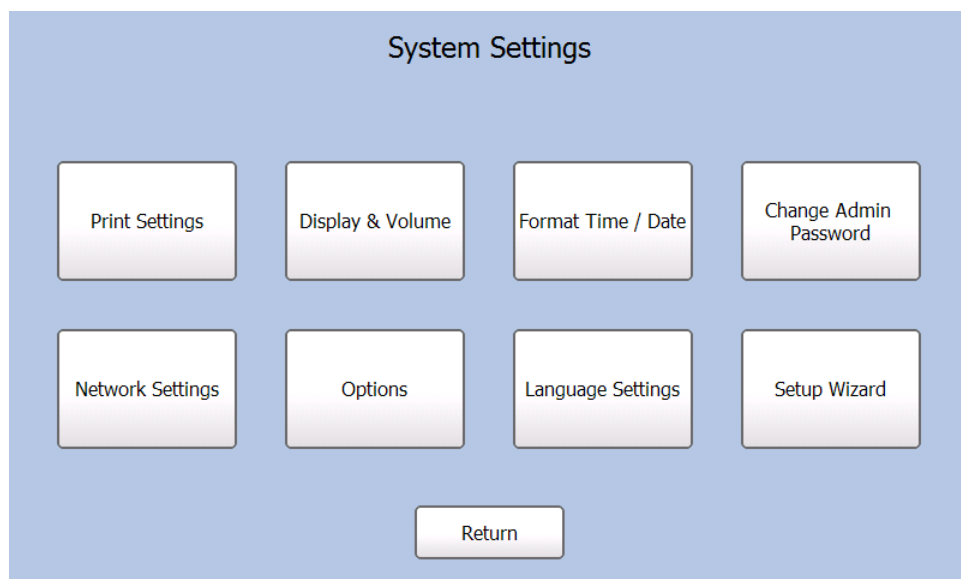 System Settings
Print Settings
Display & Volume
Format Time / Date
Change Admin
Password
Network Settings
Options
Language Settings
Setup Wizard
Return